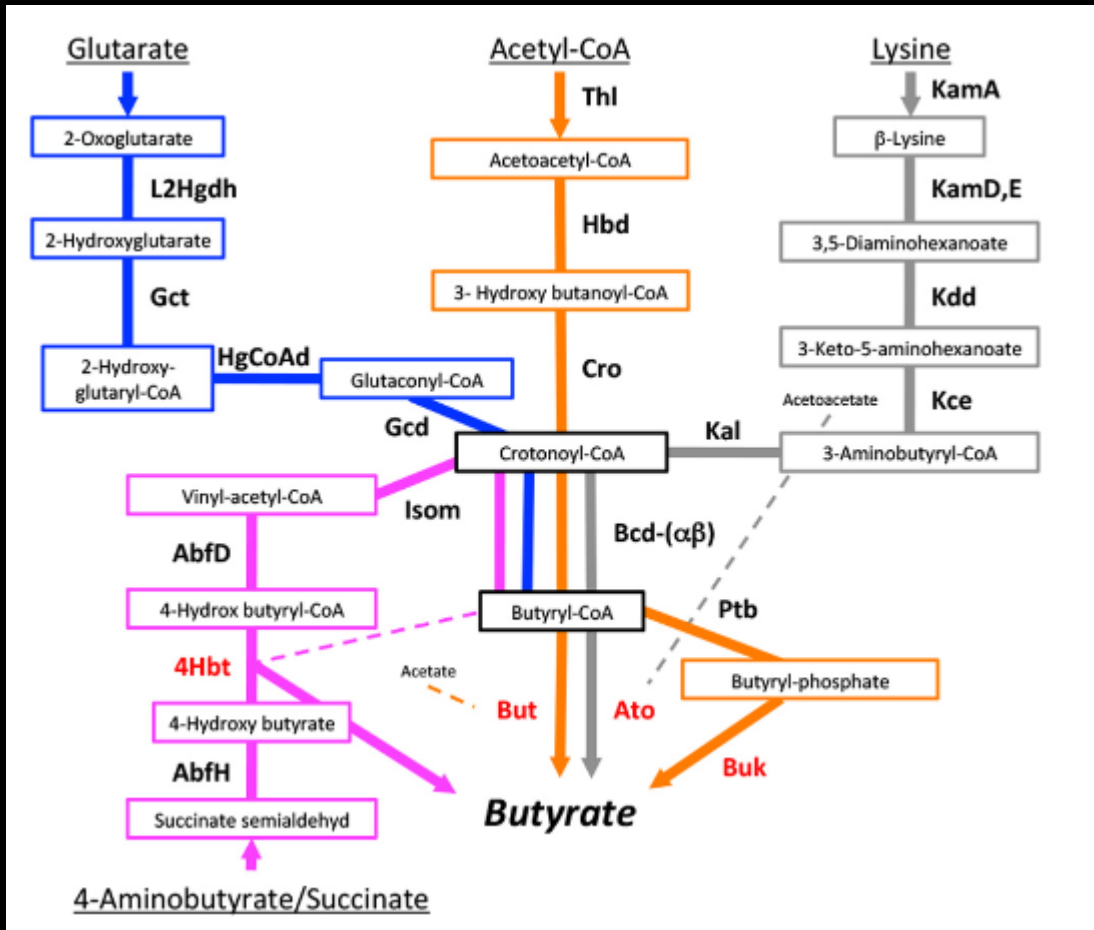 Glutarate
Acetyl-CoA
Lysine
Thl
KamA
2-Oxoglutarate
Acetoacetyl-CoA
β-Lysine
L2Hgdh
KamD,E
Hbd
2-Hydroxyglutarate
3,5-Diaminohexanoate
Gct
3- Hydroxy butanoyl-CoA
Kdd
2-Hydroxy-
glutaryl-CoA
HgCoAd
Glutaconyl-CoA
Cro
3-Keto-5-aminohexanoate
Acetoacetate
Kce
Gcd
Kal
Crotonoyl-CoA
3-Aminobutyryl-CoA
Vinyl-acetyl-CoA
Isom
Bcd-(αβ)
AbfD
4-Hydrox butyryl-CoA
Butyryl-CoA
Ptb
4Hbt
Acetate
Butyryl-phosphate
But
Ato
4-Hydroxy butyrate
Buk
AbfH
Butyrate
Succinate semialdehyd
4-Aminobutyrate/Succinate